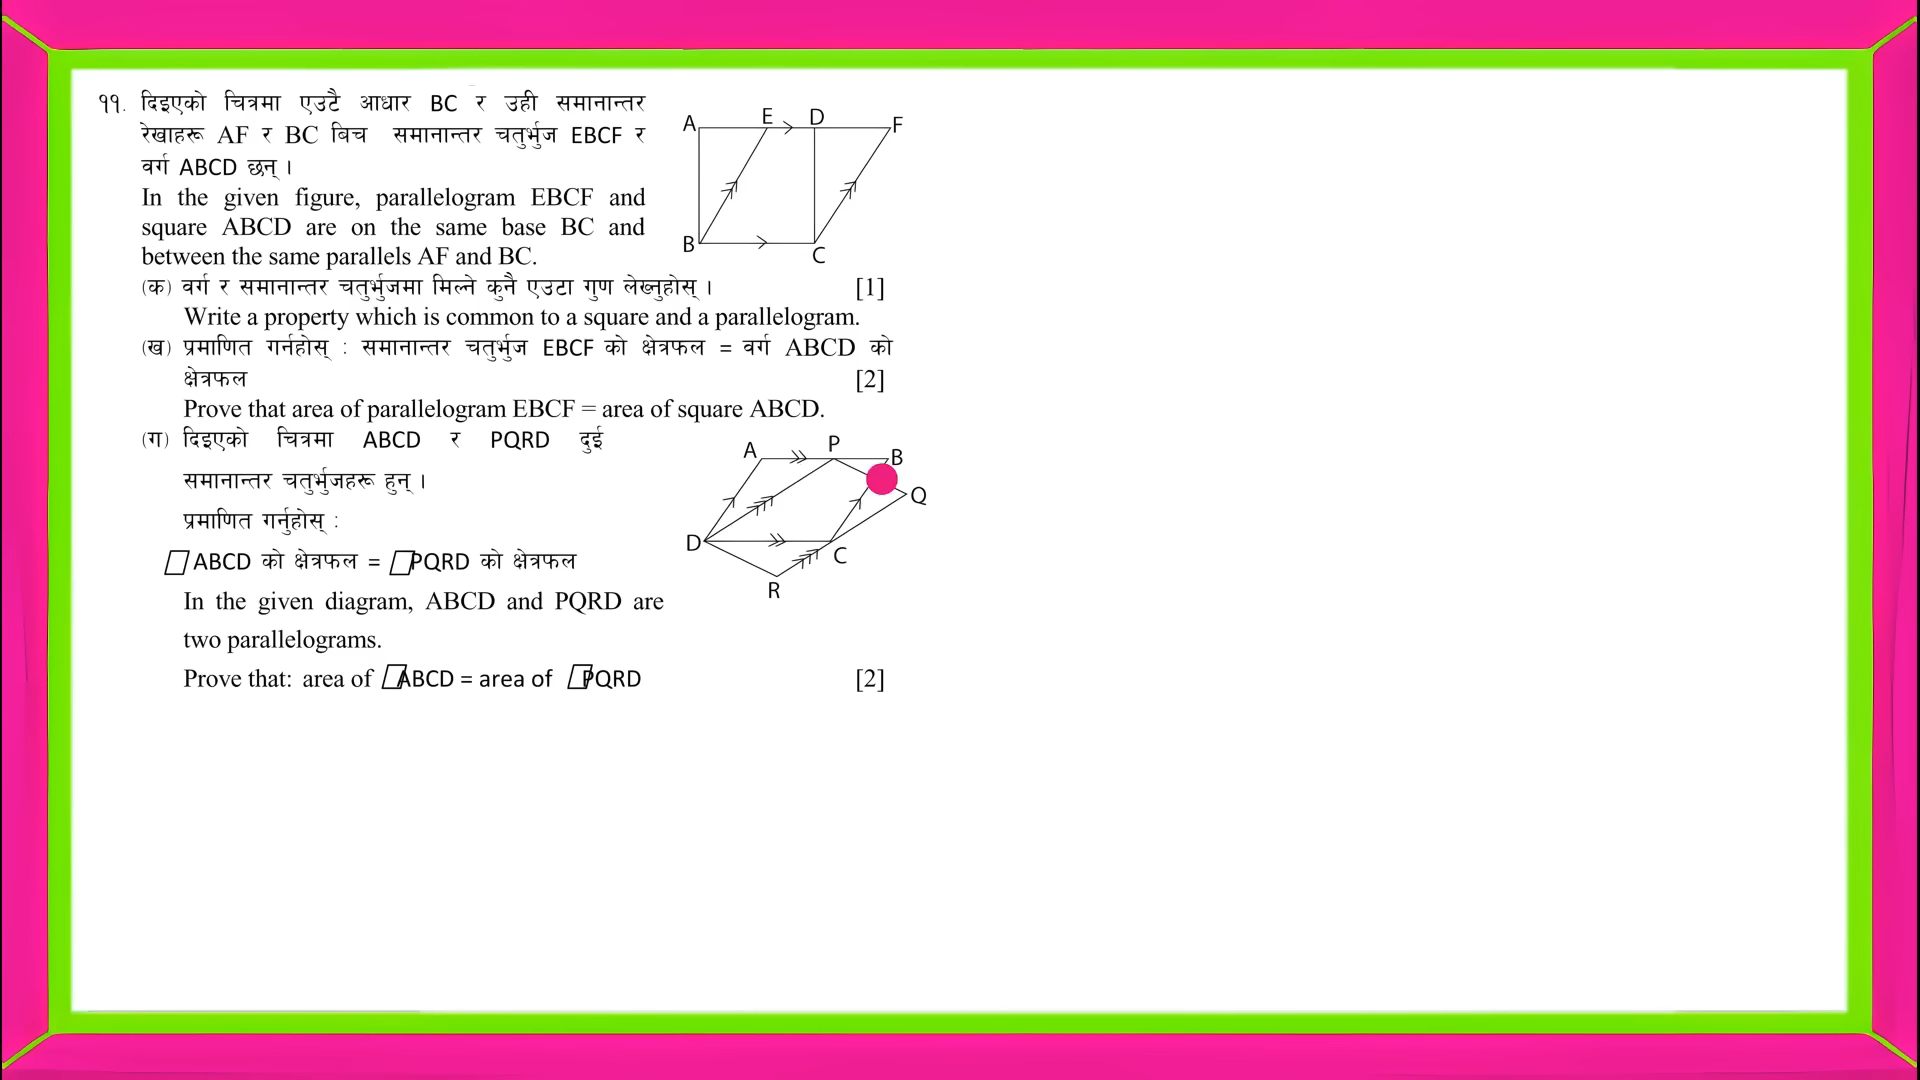 ११. दिइएको चित्रमा एउटै आधार BC र उही समानान्तर
रेखाहरू AF र BC बिच समानान्तर चतुर्भुज EBCF र
वर्ग ABCD छन् ।
In the given figure, parallelogram EBCF and
square ABCD are on the same base BC and
between the same parallels AF and BC.
A E D F
B C
(क) वर्ग र समानान्तर चतुर्भुजमा मिल्ने कुनै एउटा गुण लेख्नुहोस् । [1]
Write a property which is common to a square and a parallelogram.
(ख) प्रमाणित गर्नहोस् : समानान्तर चतुर्भुज EBCF को क्षेत्रफल = वर्ग ABCD को
क्षेत्रफल [2]
Prove that area of parallelogram EBCF = area of square ABCD.
(ग) दिइएको चित्रमा ABCD र PQRD दुई
समानान्तर चतुर्भुजहरू हुन् ।
प्रमाणित गर्नुहोस् :
▱ ABCD को क्षेत्रफल = ▱PQRD को क्षेत्रफल
In the given diagram, ABCD and PQRD are
two parallelograms.
Prove that: area of ▱ABCD = area of ▱PQRD [2]
A P B
Q
D C
R